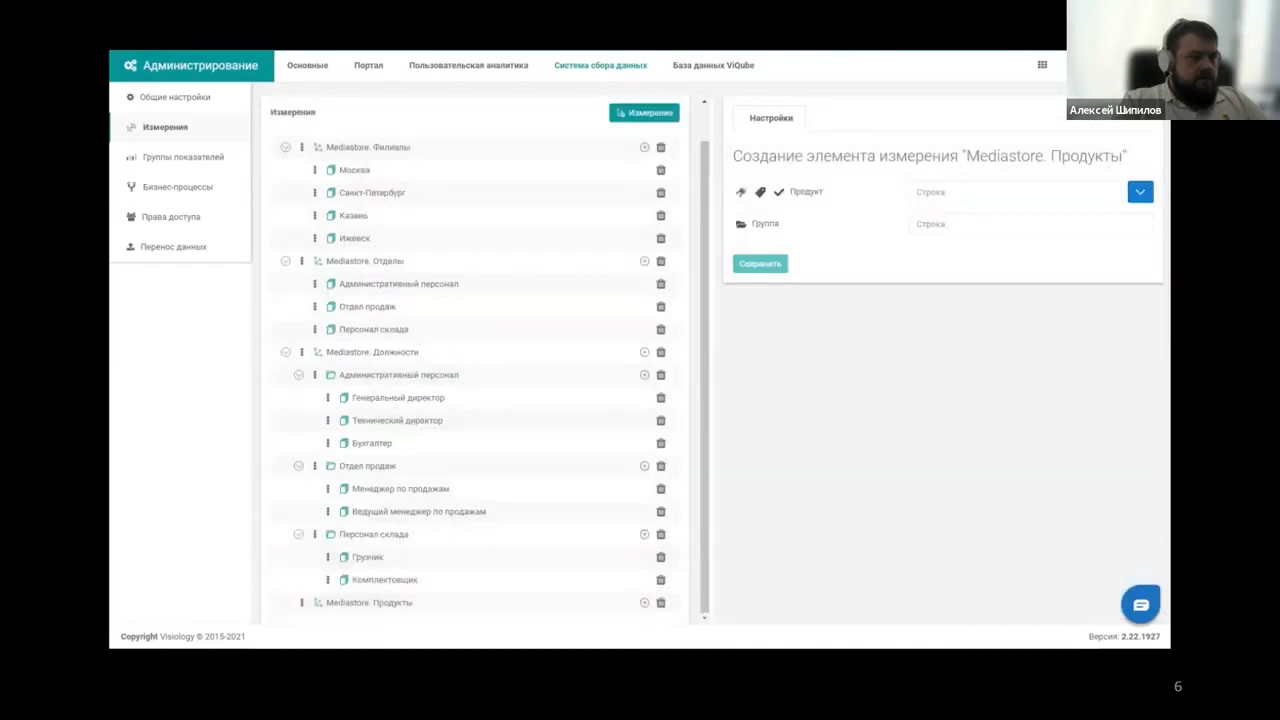 Администрирование
Основные
Портал
Пользовательская аналитика
Система сбора данных
База данных ViQube
Алексей Шипилов
Общие настройки
Измерения
Группы показателей
Бизнес-процессы
Права доступа
Перенос данных
Измерения
Измерение
Mediastore. Филиалы
Москва
Санкт-Петербург
Казань
Ижевск
Mediastore. Отделы
Административный персонал
Отдел продаж
Персонал склада
Mediastore. Должности
Административный персонал
Генеральный директор
Технический директор
Бухгалтер
Отдел продаж
Менеджер по продажам
Ведущий менеджер по продажам
Персонал склада
Грузчик
Комплектовщик
Mediastore. Продукты
Настройки
Создание элемента измерения "Mediastore. Продукты"
Продукт
Строка
Группа
Строка
Сохранить
Copyright Visiology © 2015-2021
Версия: 2.22.1927
6